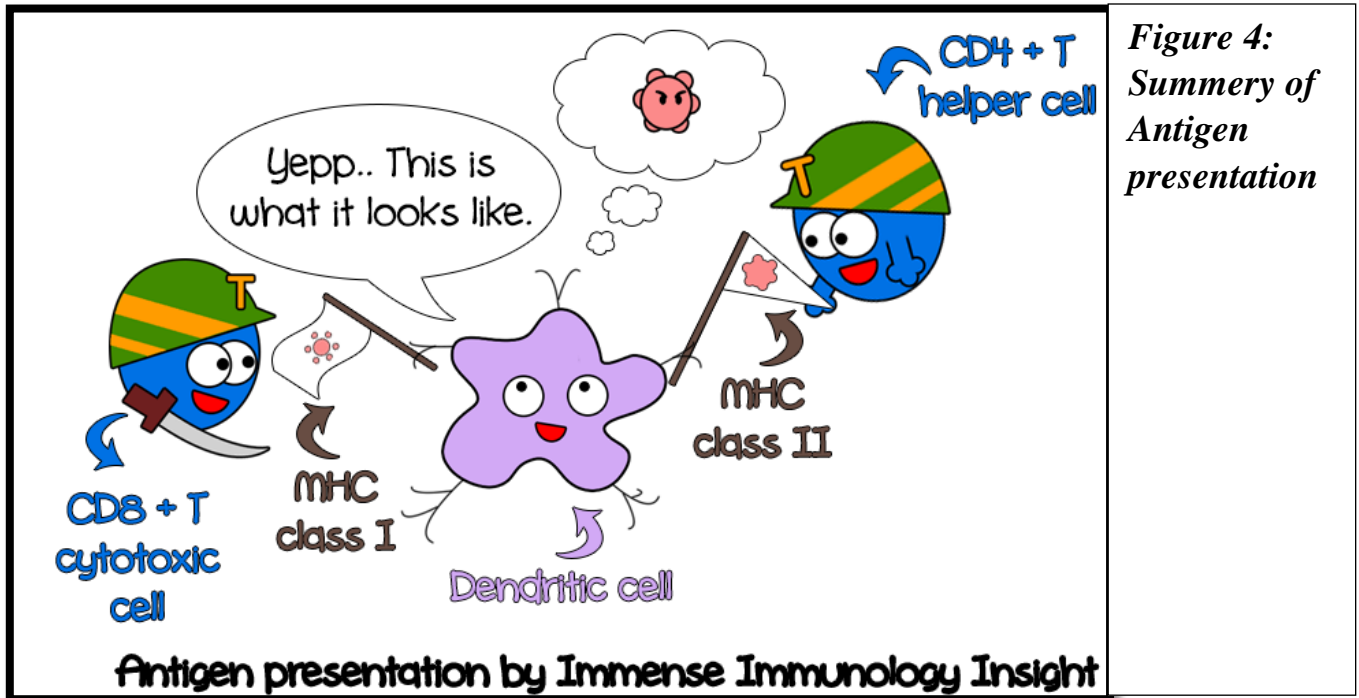 CD4 + T
helper cell
Yepp.. This is
what it looks like.
T
T
MHC
class II
MHC
class I
CD8 + T
cytotoxic
cell
Dendritic cell
Antigen presentation by Immense Immunology Insight
Figure 4:
Summery of
Antigen
presentation